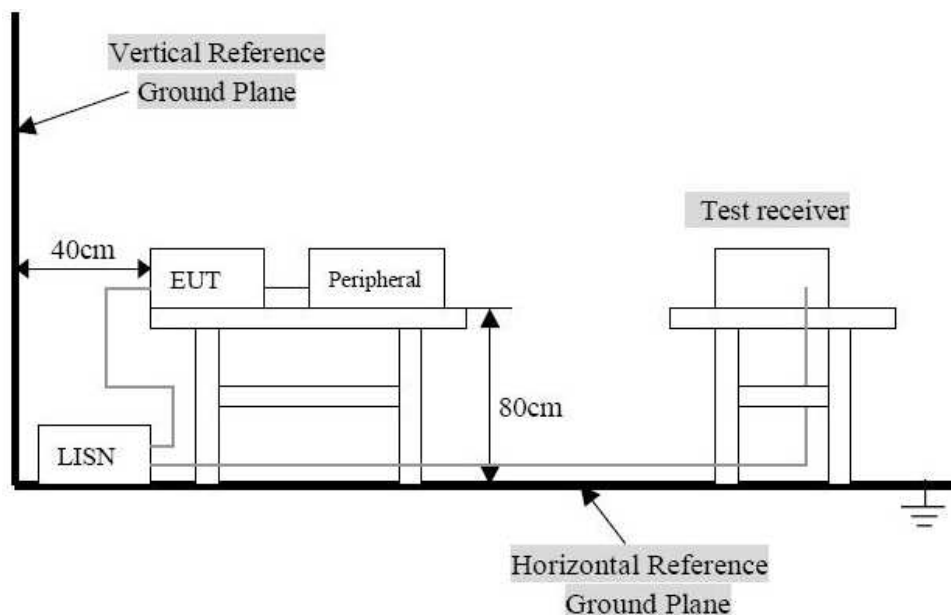 Vertical Reference
Ground Plane
Test receiver
40cm
EUT
Peripheral
80cm
LISN
Horizontal Reference
Ground Plane